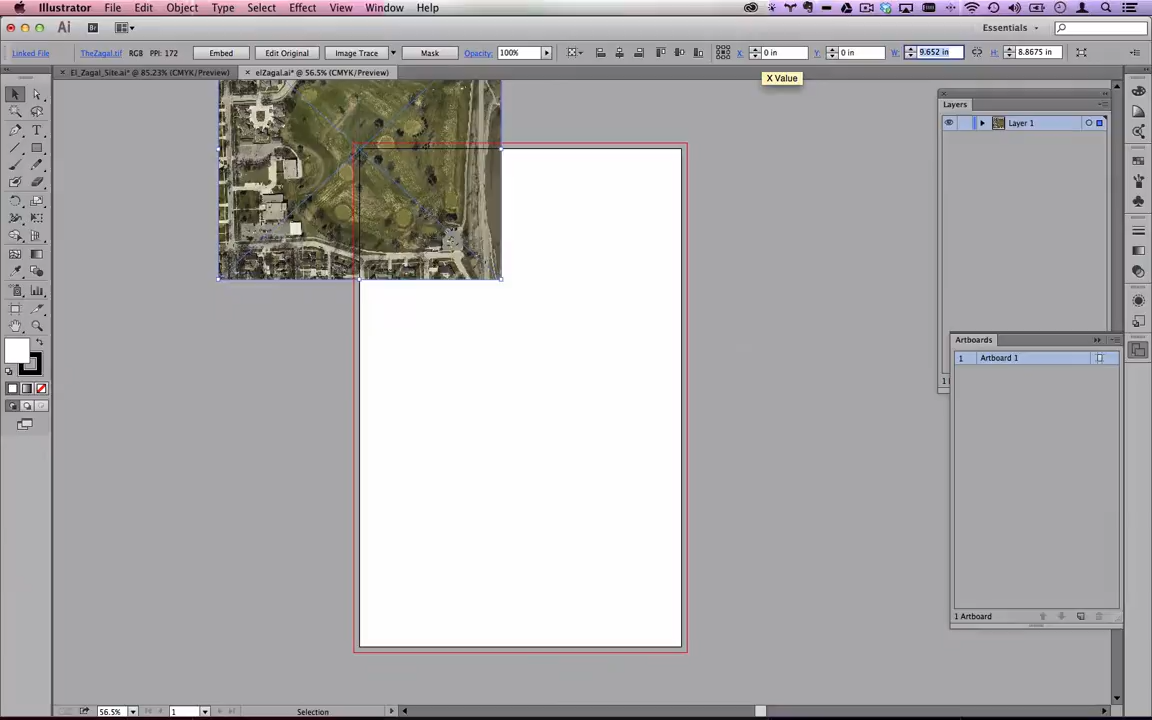 Illustrator File Edit Object Type Select Effect View Window Help
Essentials
Linked File TheZagal.tif RGB PPI: 172 Embed Edit Original Image Trace Mask Opacity: 100% X: 0 in Y: 0 in W: 9.652 in H: 8.8675 in
El_Zagal_Site.ai* @ 85.23% (CMYK/Preview) elZagal.ai* @ 56.5% (CMYK/Preview)
X Value
Layers
Layer 1
Artboards
1 Artboard 1
1 Artboard
56.5% 1 Selection